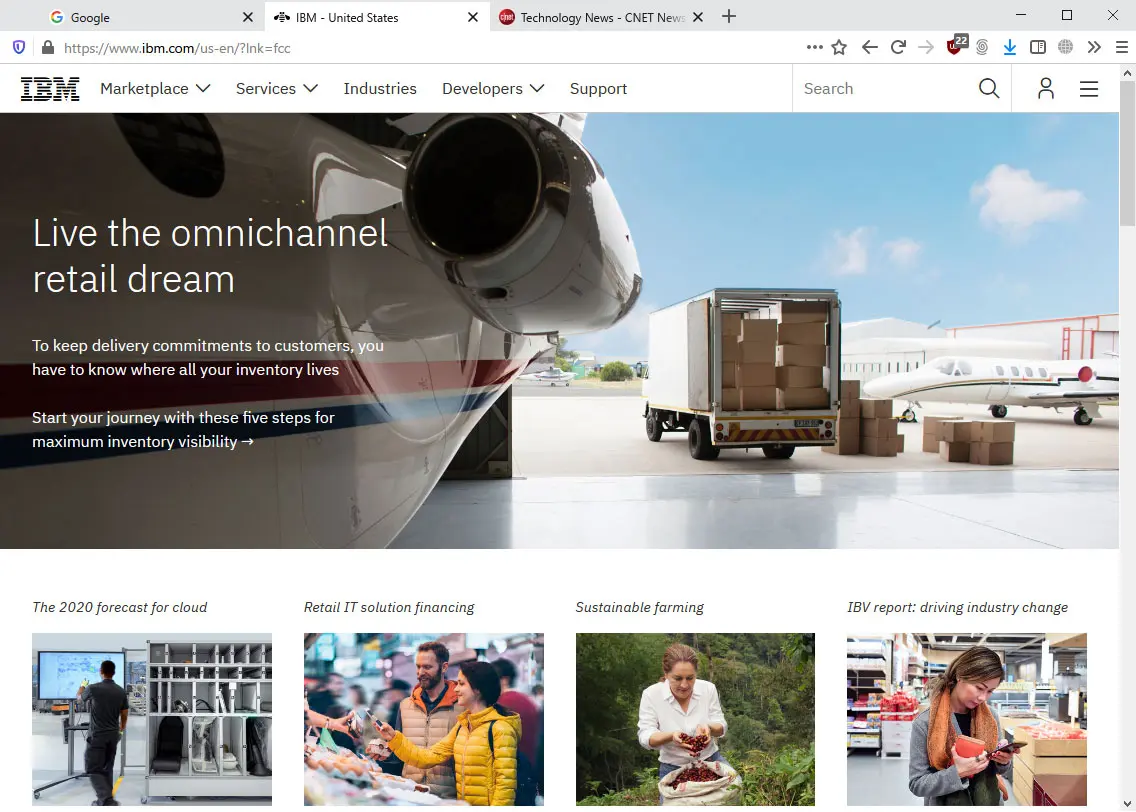 Google
IBM - United States
cnet
Technology News - CNET News
https://www.ibm.com/us-en/?lnk=fcc
22
IBM
Marketplace
Services
Industries
Developers
Support
Search
Live the omnichannel
retail dream
To keep delivery commitments to customers, you
have to know where all your inventory lives
Start your journey with these five steps for
maximum inventory visibility →
The 2020 forecast for cloud
Retail IT solution financing
Sustainable farming
IBV report: driving industry change